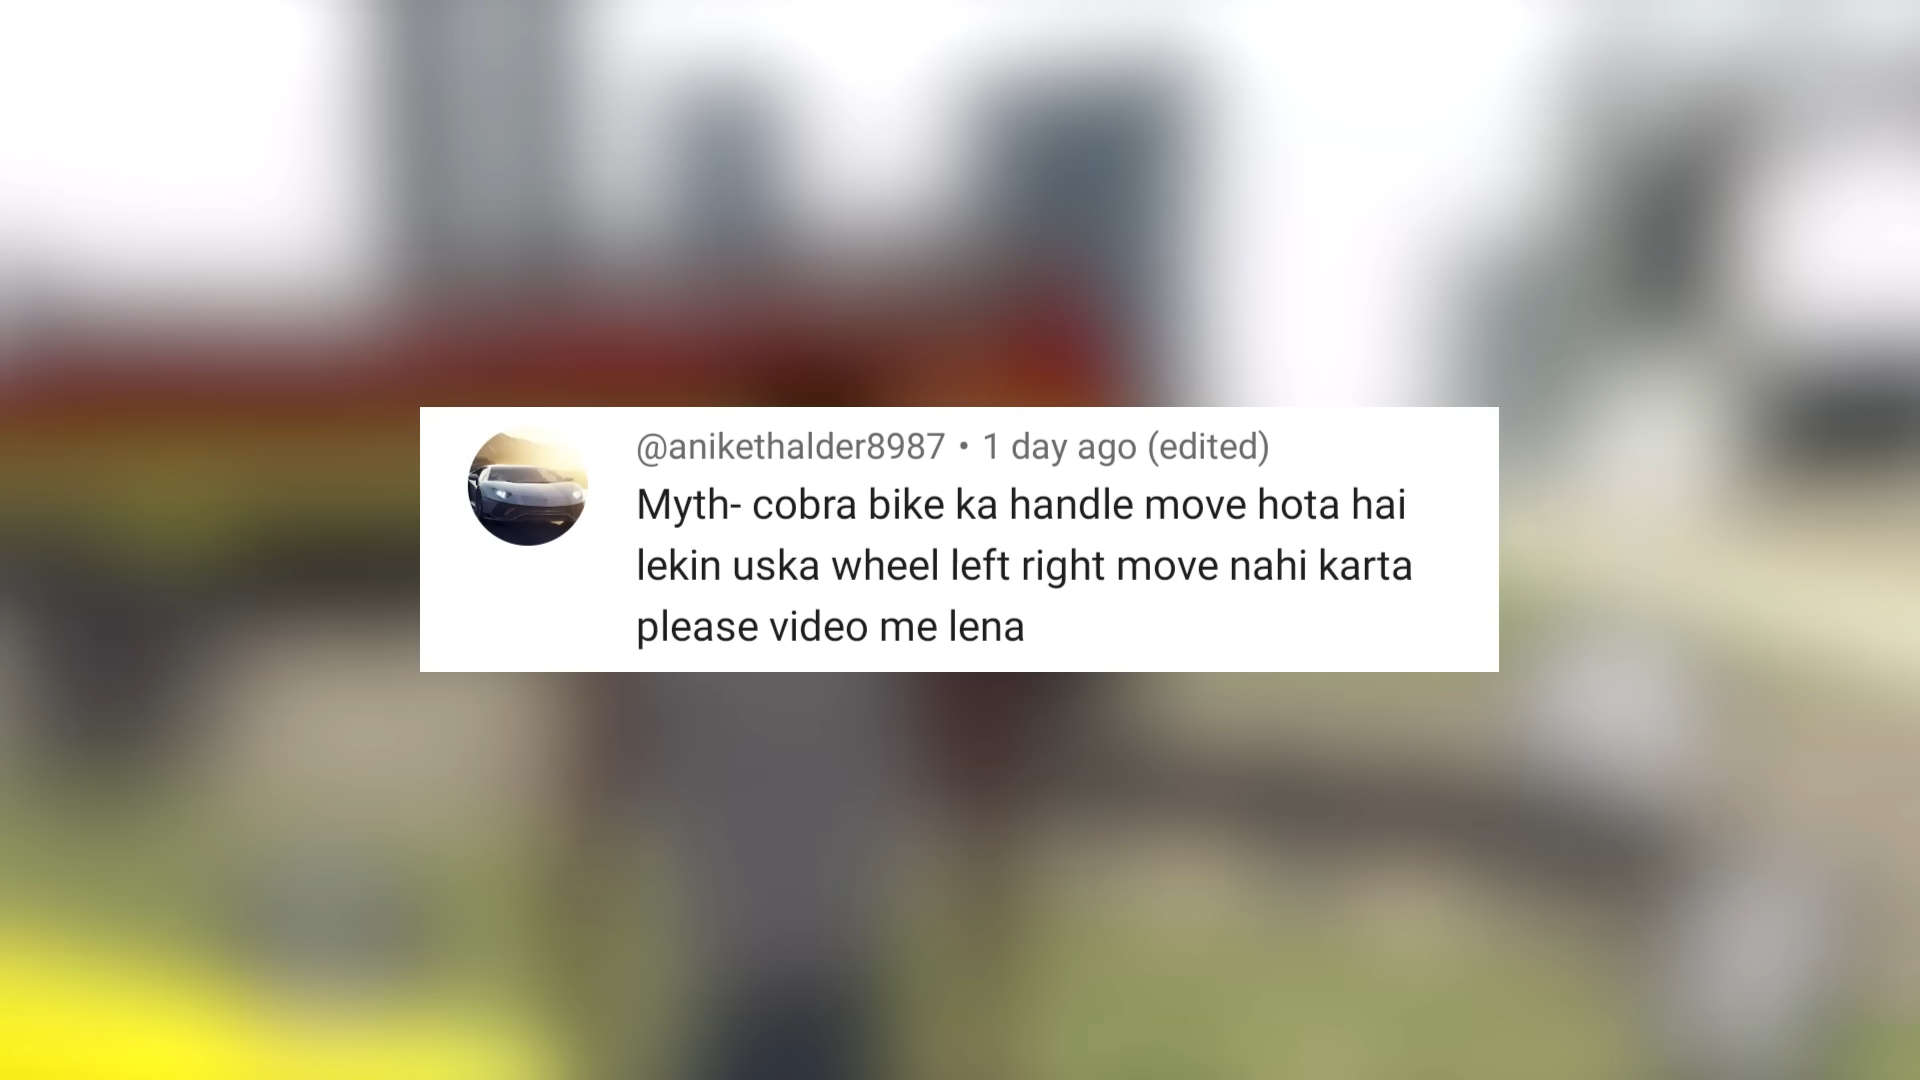 @anikethalder8987 • 1 day ago (edited)
Myth- cobra bike ka handle move hota hai
lekin uska wheel left right move nahi karta
please video me lena